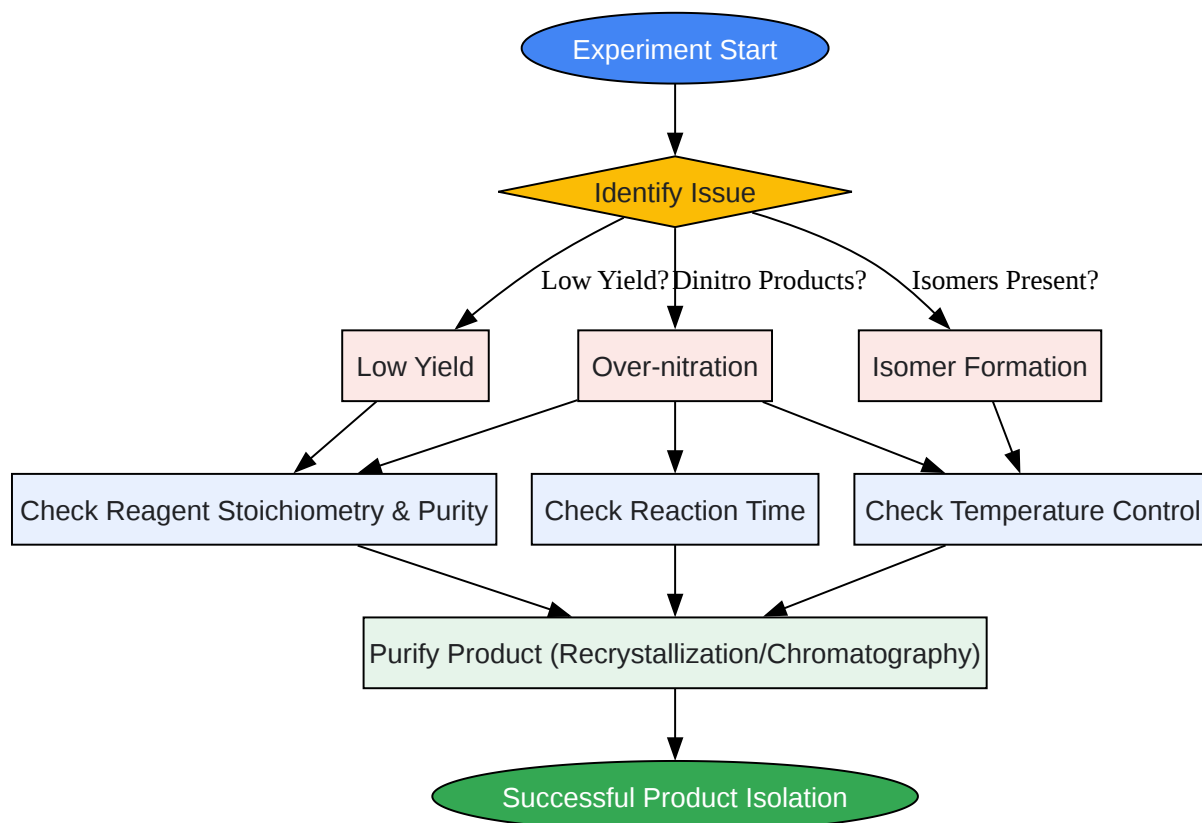 Experiment Start
Identify Issue
Low Yield?
Dinitro Products?
Isomers Present?
Low Yield
Over-nitration
Isomer Formation
Check Reagent Stoichiometry & Purity
Check Reaction Time
Check Temperature Control
Purify Product (Recrystallization/Chromatography)
Successful Product Isolation